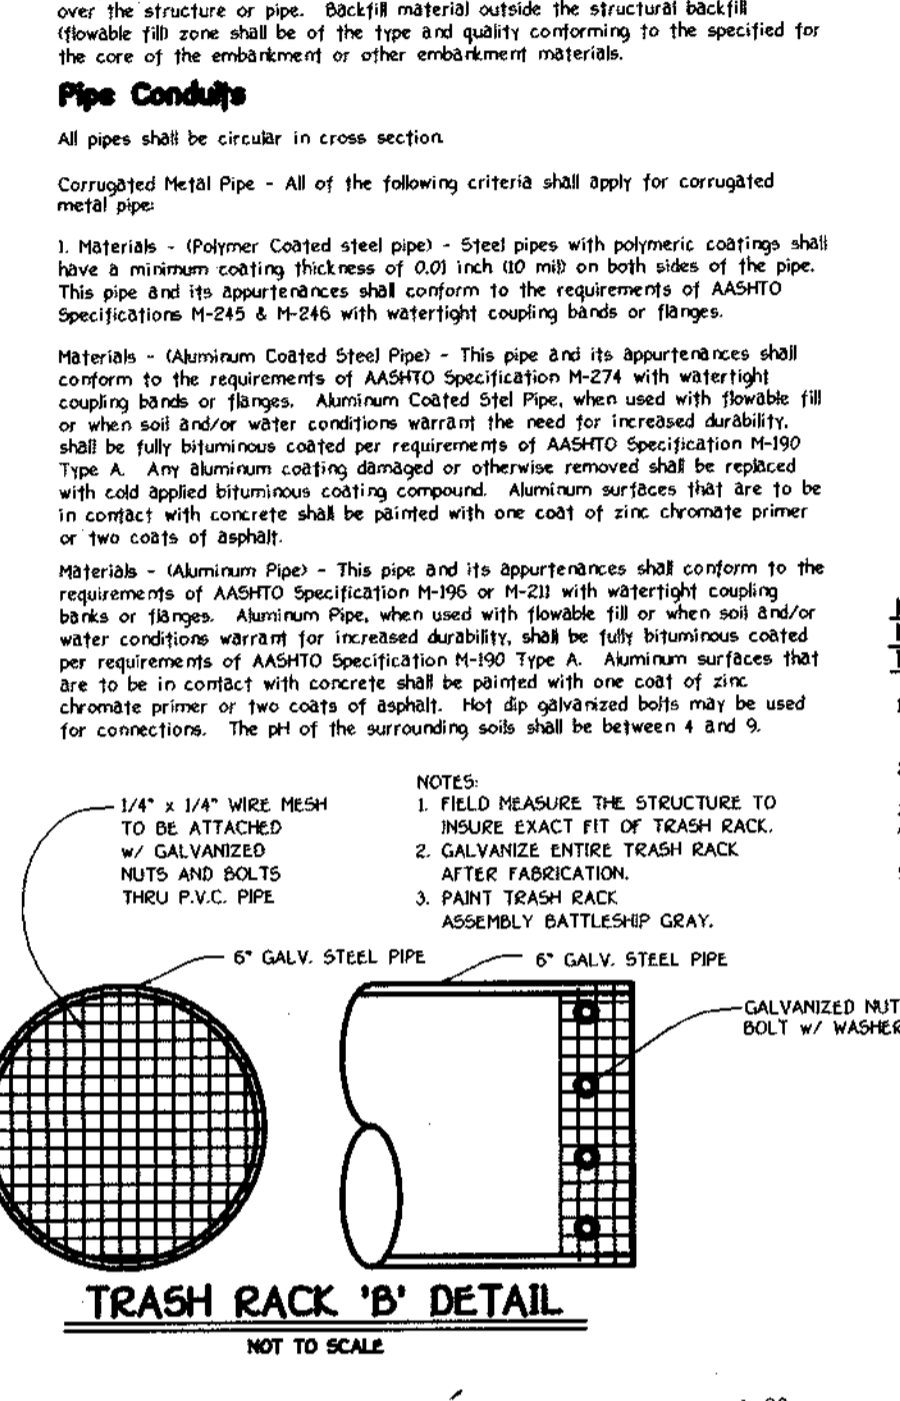 over the structure or pipe. Backfill material outside the structural backfill
(flowable fill) zone shall be of the type and quality conforming to the specified for
the core of the embankment or other embankment materials.
Pipe Conduits
All pipes shall be circular in cross section.
Corrugated Metal Pipe - All of the following criteria shall apply for corrugated
metal pipe:
1. Materials - (Polymer Coated steel pipe) - Steel pipes with polymeric coatings shall
have a minimum coating thickness of 0.01 inch (10 mil) on both sides of the pipe.
This pipe and its appurtenances shall conform to the requirements of AASHTO
Specifications M-245 & M-246 with watertight coupling bands or flanges.
Materials - (Aluminum Coated Steel Pipe) - This pipe and its appurtenances shall
conform to the requirements of AASHTO Specification M-274 with watertight
coupling bands or flanges. Aluminum Coated Stel Pipe, when used with flowable fill
or when soil and/or water conditions warrant the need for increased durability,
shall be fully bituminous coated per requirements of AASHTO Specification M-190
Type A. Any aluminum coating damaged or otherwise removed shall be replaced
with cold applied bituminous coating compound. Aluminum surfaces that are to be
in contact with concrete shall be painted with one coat of zinc chromate primer
or two coats of asphalt.
Materials - (Aluminum Pipe) - This pipe and its appurtenances shall conform to the
requirements of AASHTO Specification M-196 or M-211 with watertight coupling
banks or flanges. Aluminum Pipe, when used with flowable fill or when soil and/or
water conditions warrant for increased durability, shall be fully bituminous coated
per requirements of AASHTO Specification M-190 Type A. Aluminum surfaces that
are to be in contact with concrete shall be painted with one coat of zinc
chromate primer or two coats of asphalt. Hot dip galvanized bolts may be used
for connections. The pH of the surrounding soils shall be between 4 and 9.
1/4" x 1/4" WIRE MESH
TO BE ATTACHED
w/ GALVANIZED
NUTS AND BOLTS
THRU P.V.C. PIPE
NOTES:
1. FIELD MEASURE THE STRUCTURE TO
INSURE EXACT FIT OF TRASH RACK.
2. GALVANIZE ENTIRE TRASH RACK
AFTER FABRICATION.
3. PAINT TRASH RACK
ASSEMBLY BATTLESHIP GRAY.
6" GALV. STEEL PIPE
6" GALV. STEEL PIPE
GALVANIZED NUT
BOLT w/ WASHER
TRASH RACK 'B' DETAIL
NOT TO SCALE